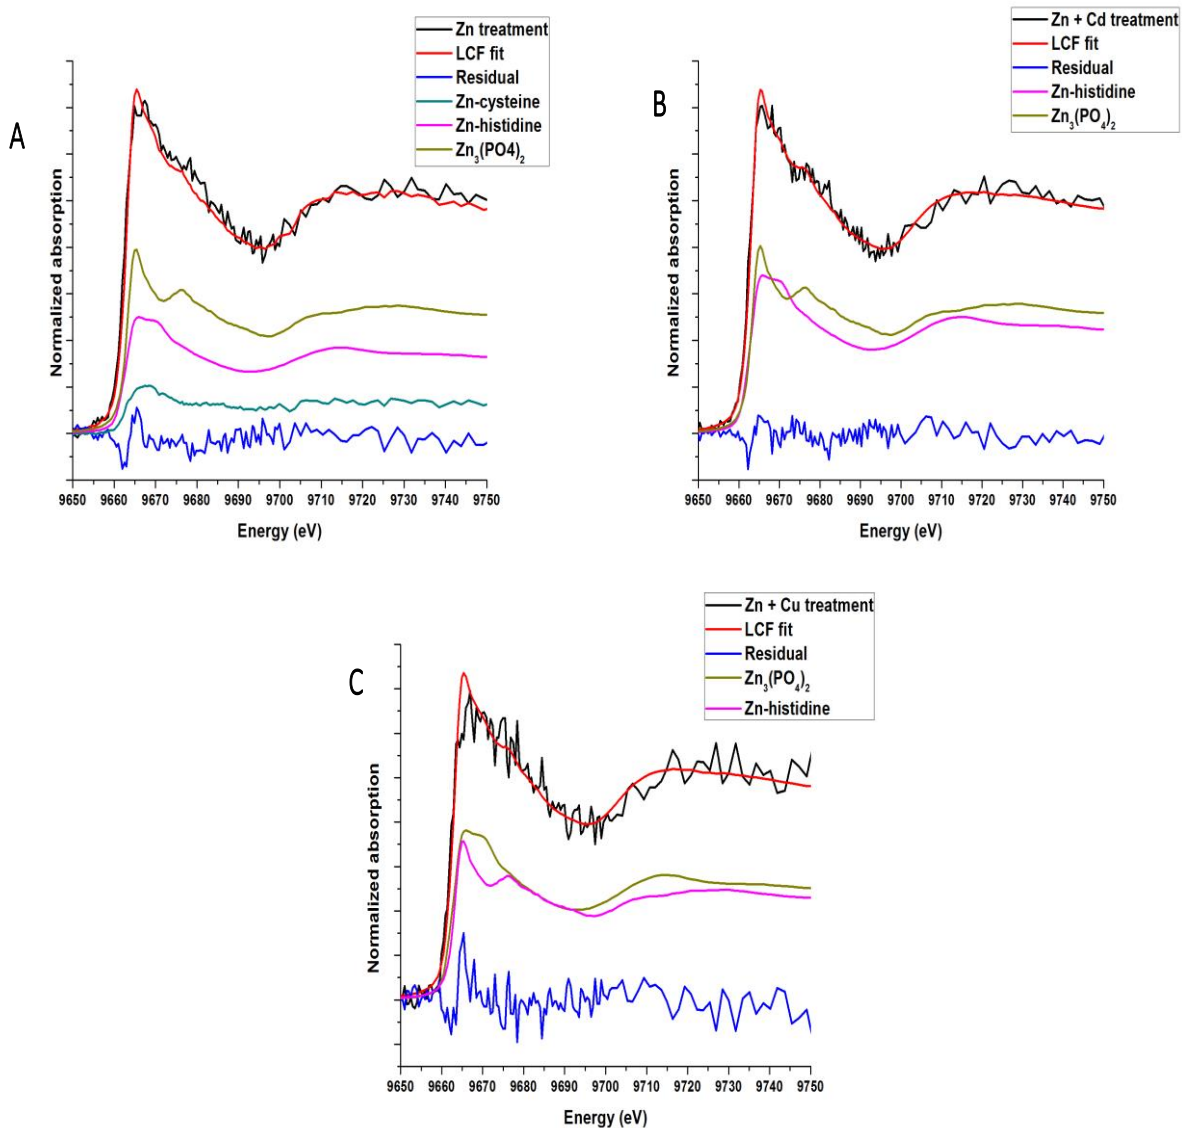 A
Zn treatment
LCF fit
Residual
Zn-cysteine
Zn-histidine
Zn3(PO4)2
Normalized absorption
9650 9660 9670 9680 9690 9700 9710 9720 9730 9740 9750
Energy (eV)
B
Zn + Cd treatment
LCF fit
Residual
Zn-histidine
Zn3(PO4)2
Normalized absorption
9650 9660 9670 9680 9690 9700 9710 9720 9730 9740 9750
Energy (eV)
C
Zn + Cu treatment
LCF fit
Residual
Zn3(PO4)2
Zn-histidine
Normalized absorption
9650 9660 9670 9680 9690 9700 9710 9720 9730 9740 9750
Energy (eV)